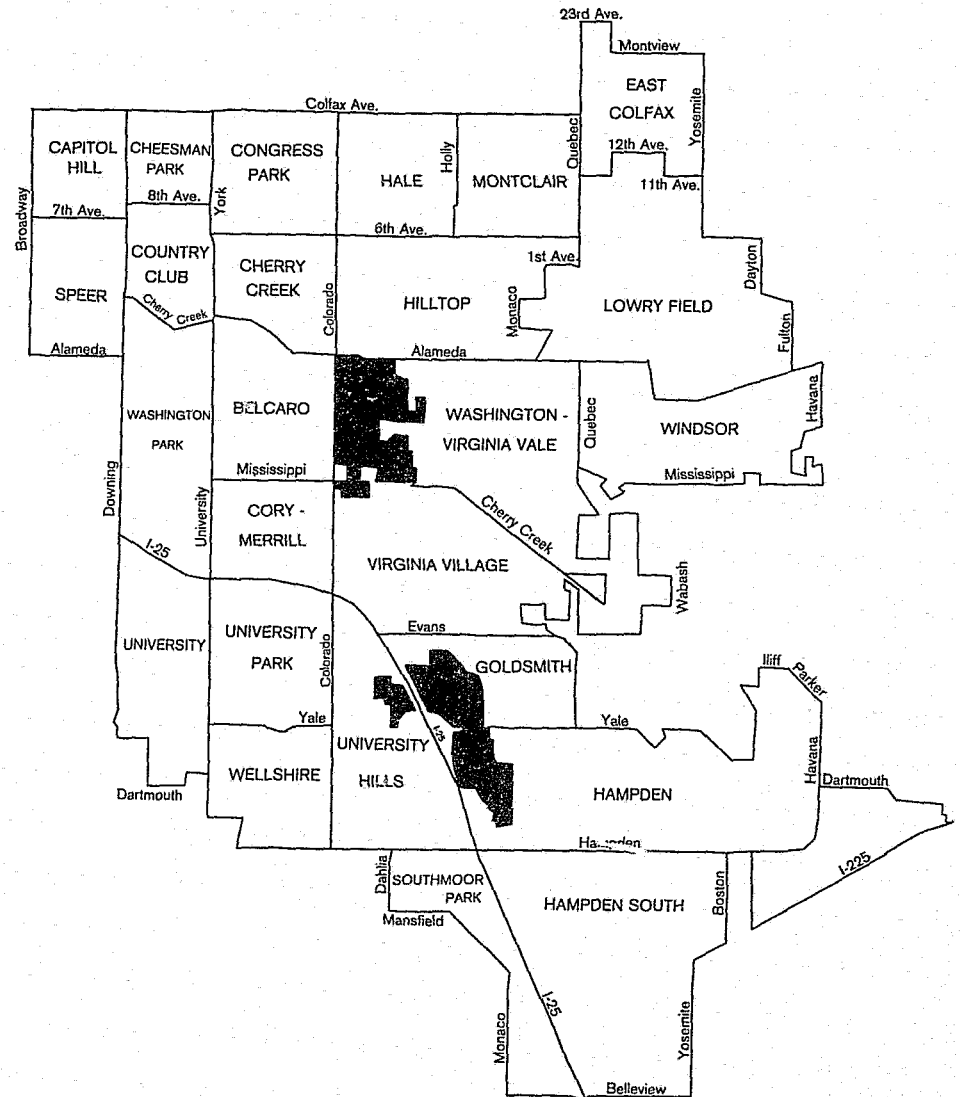 23rd Ave.
Montview
EAST
COLFAX
Yosemite
Quebec
12th Ave.
11th Ave.
Colfax Ave.
CAPITOL
HILL
CHEESMAN
PARK
CONGRESS
PARK
HALE
Holly
MONTCLAIR
Broadway
7th Ave.
8th Ave.
York
6th Ave.
COUNTRY
CLUB
CHERRY
CREEK
Colorado
1st Ave.
HILLTOP
Monaco
LOWRY FIELD
Dayton
Fulton
SPEER
Cherry Creek
Alameda
Alameda
WASHINGTON
PARK
BELCARO
WASHINGTON -
VIRGINIA VALE
Quebec
WINDSOR
Havana
Downing
University
Mississippi
Mississippi
CORY -
MERRILL
Cherry Creek
I-25
VIRGINIA VILLAGE
Wabash
Evans
UNIVERSITY
UNIVERSITY
PARK
Colorado
GOLDSMITH
Iliff
Parker
Yale
I-25
Yale
UNIVERSITY
HILLS
WELLSHIRE
HAMPDEN
Havana
Dartmouth
Dartmouth
Dahlia
SOUTHMOOR
PARK
Mansfield
HAMPDEN SOUTH
Boston
I-225
I-25
Monaco
Yosemite
Belleview